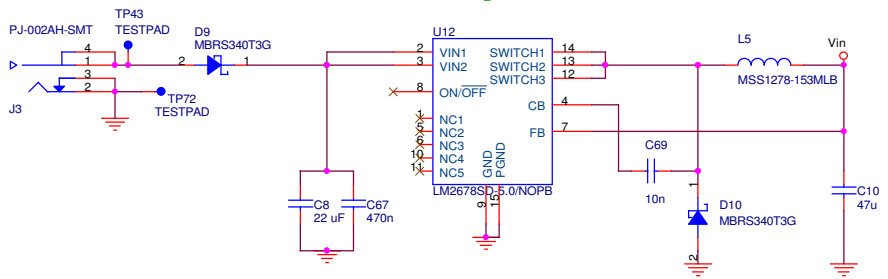 PJ-002AH-SMT
TP43
TESTPAD
D9
MBRS340T3G
4
1
3
2
J3
TP72
TESTPAD
2
1
U12
2
3
8
1
5
6
10
11
VIN1
VIN2
ON/OFF
NC1
NC2
NC3
NC4
NC5
SWITCH1
SWITCH2
SWITCH3
CB
FB
GND
PGND
14
13
12
4
7
9
15
LM2678SD-5.0/NOPB
L5
MSS1278-153MLB
Vin
C8
22 uF
C67
470n
C69
10n
1
D10
MBRS340T3G
2
C10
47u